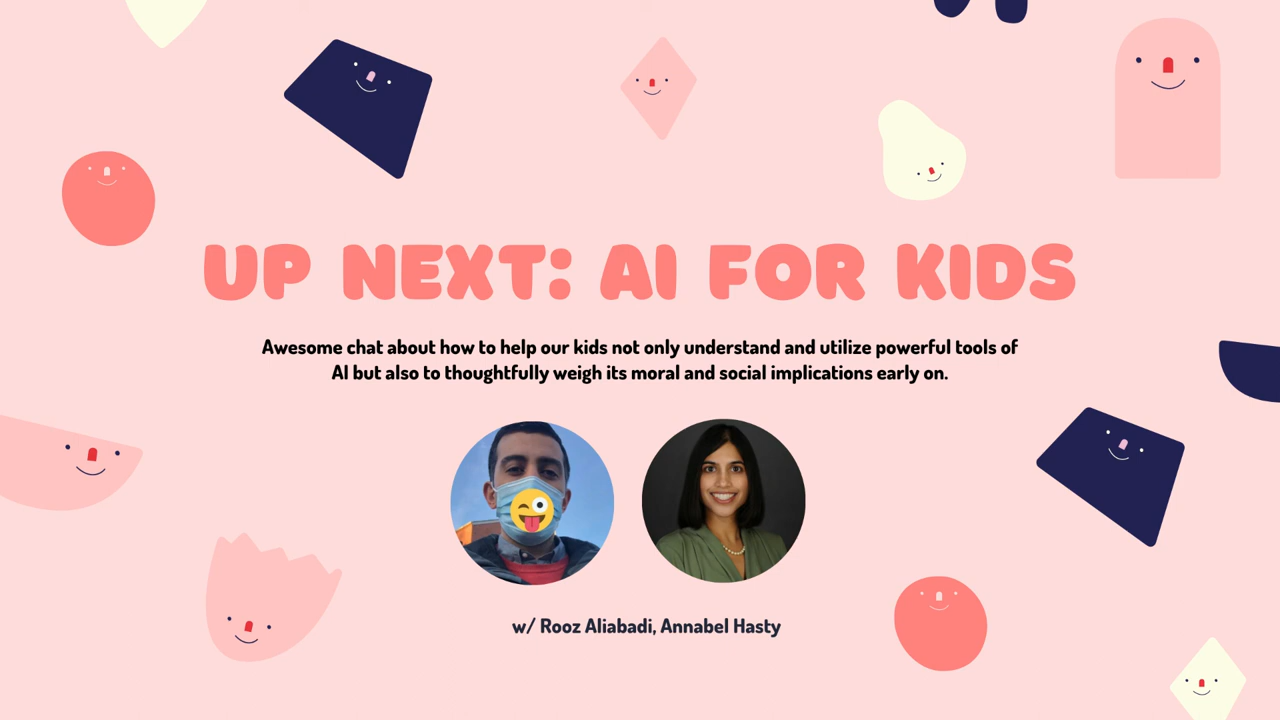 UP NEXT: AI FOR KIDS
Awesome chat about how to help our kids not only understand and utilize powerful tools of
AI but also to thoughtfully weigh its moral and social implications early on.
w/ Rooz Aliabadi, Annabel Hasty